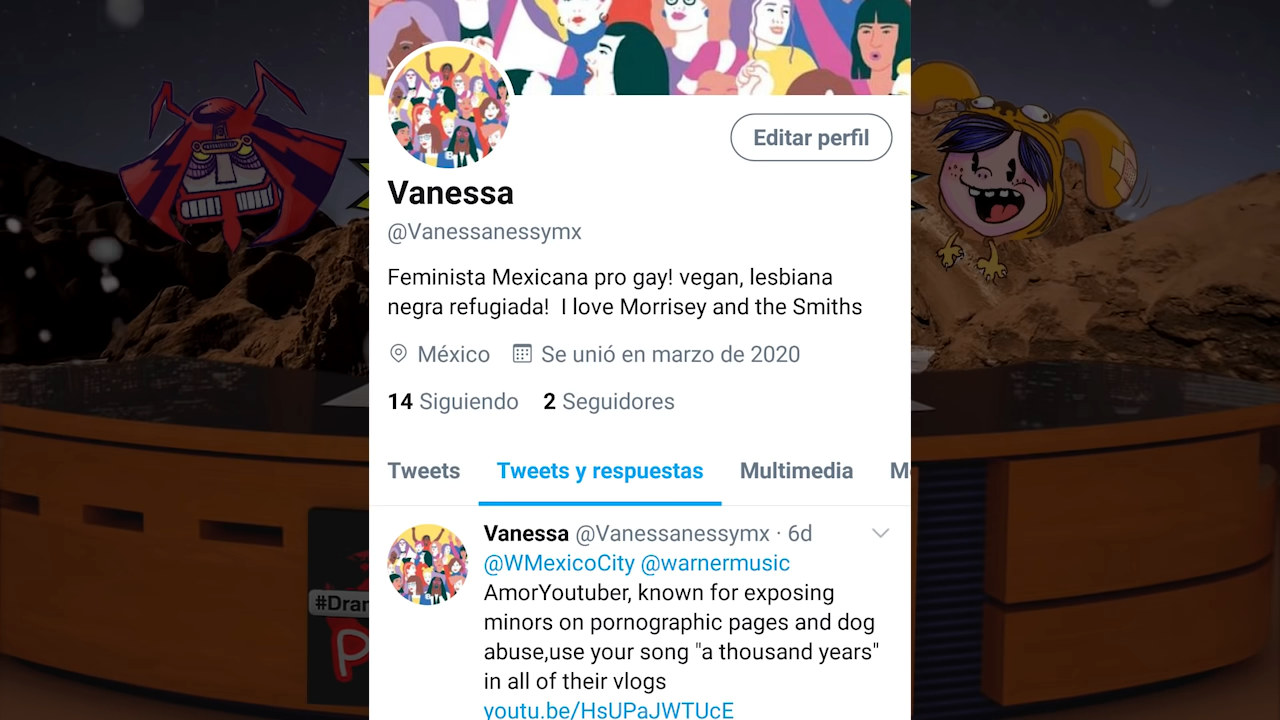 Editar perfil
Vanessa
@Vanessanessymx
Feminista Mexicana pro gay! vegan, lesbiana
negra refugiada! I love Morrisey and the Smiths
México Se unió en marzo de 2020
14 Siguiendo 2 Seguidores
Tweets Tweets y respuestas Multimedia
Vanessa @Vanessanessymx · 6d
@WMexicoCity @warnermusic
AmorYoutuber, known for exposing
minors on pornographic pages and dog
abuse,use your song "a thousand years"
in all of their vlogs
youtu.be/HsUPaJWTUcE